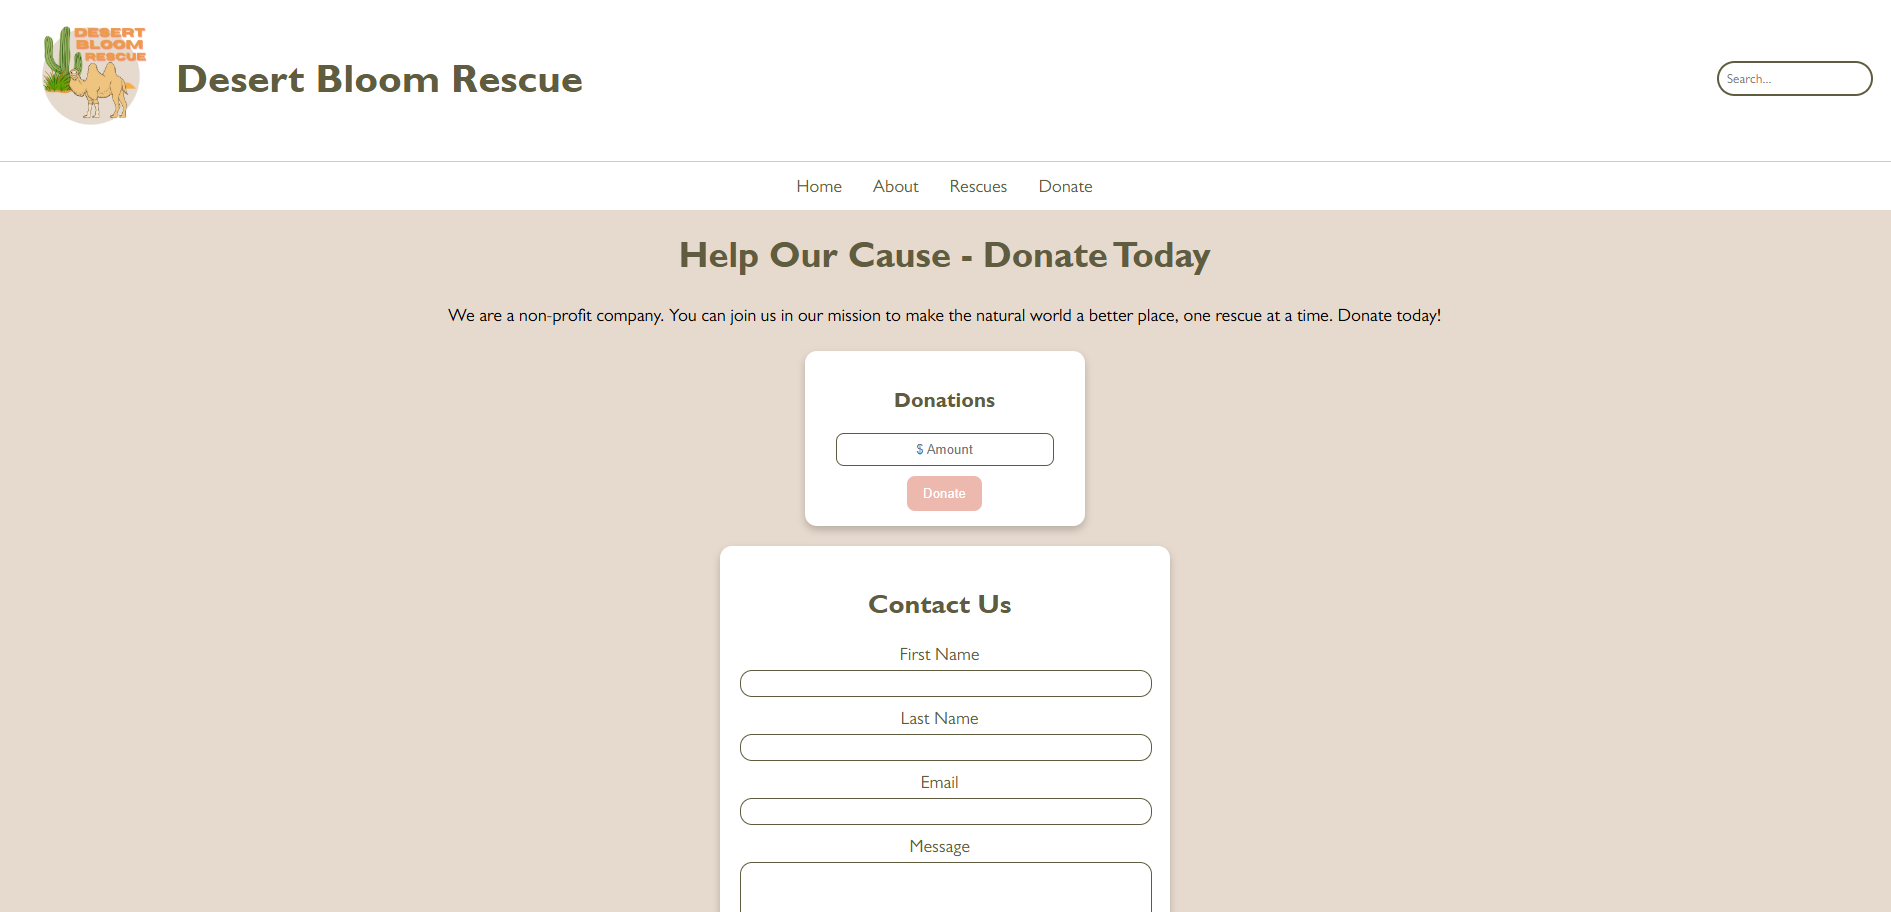 DESERT
BLOOM
RESCUE
Desert Bloom Rescue
Search...
Home About Rescues Donate
Help Our Cause - Donate Today
We are a non-profit company. You can join us in our mission to make the natural world a better place, one rescue at a time. Donate today!
Donations
$ Amount
Donate
Contact Us
First Name
Last Name
Email
Message